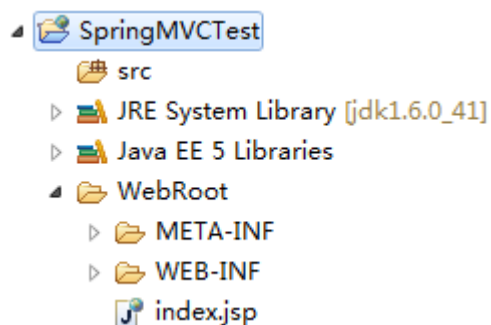 SpringMVCTest
src
JRE System Library [jdk1.6.0_41]
Java EE 5 Libraries
WebRoot
META-INF
WEB-INF
index.jsp